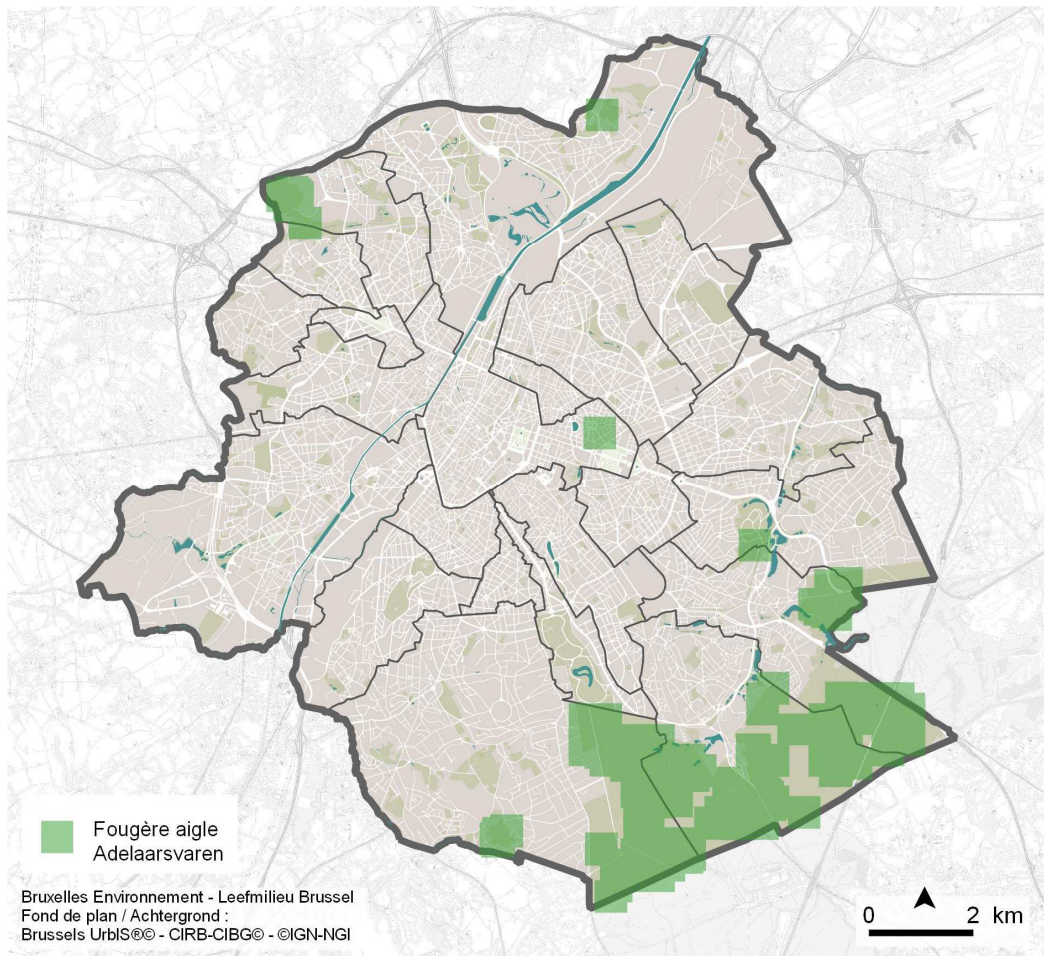 Fougère aigle
Adelaarsvaren
Bruxelles Environnement - Leefmilieu Brussel
Fond de plan / Achtergrond :
Brussels UrbIS®© - CIRB-CIBG© - ©IGN-NGI
0 2 km